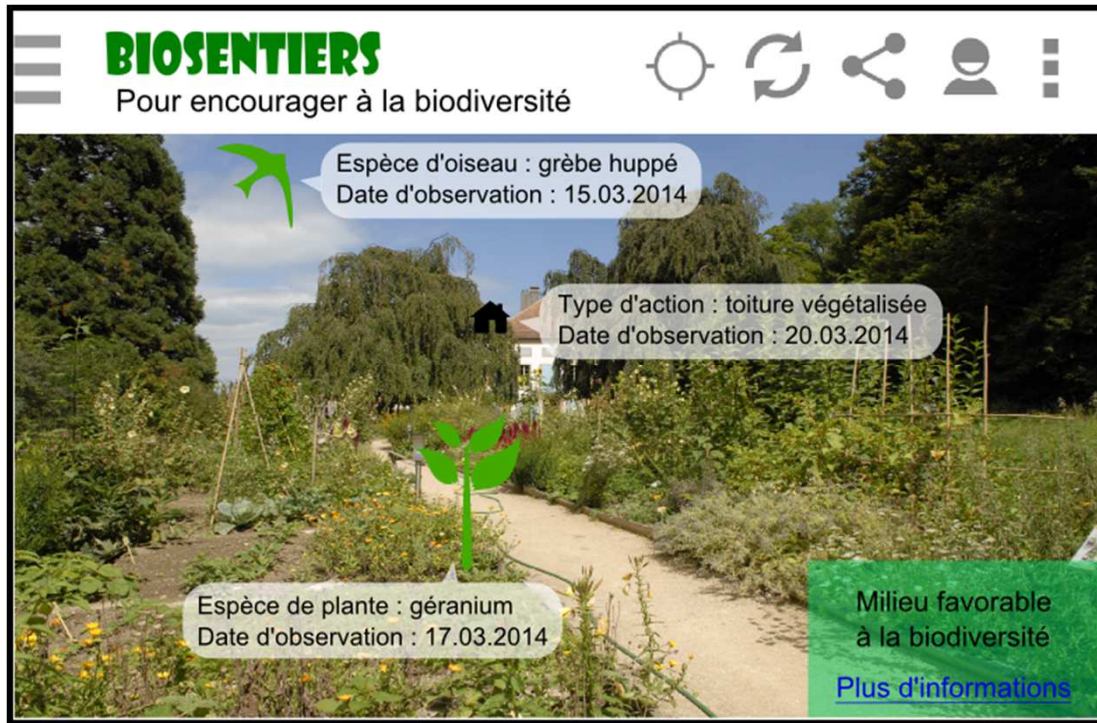 BIOSENTIERS
Pour encourager à la biodiversité
Espèce d'oiseau : grèbe huppé
Date d'observation : 15.03.2014
Type d'action : toiture végétalisée
Date d'observation : 20.03.2014
Espèce de plante : géranium
Date d'observation : 17.03.2014
Milieu favorable
à la biodiversité
Plus d'informations